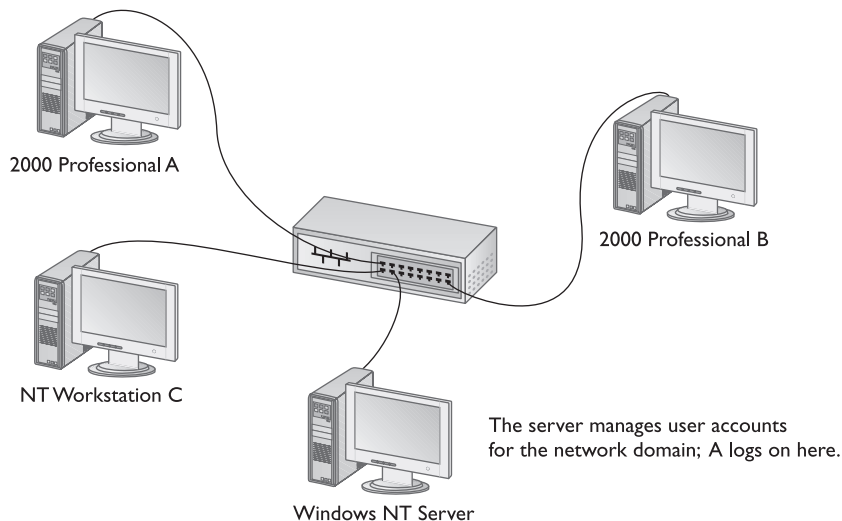 2000 Professional A
2000 Professional B
NT Workstation C
The server manages user accounts
for the network domain; A logs on here.
Windows NT Server